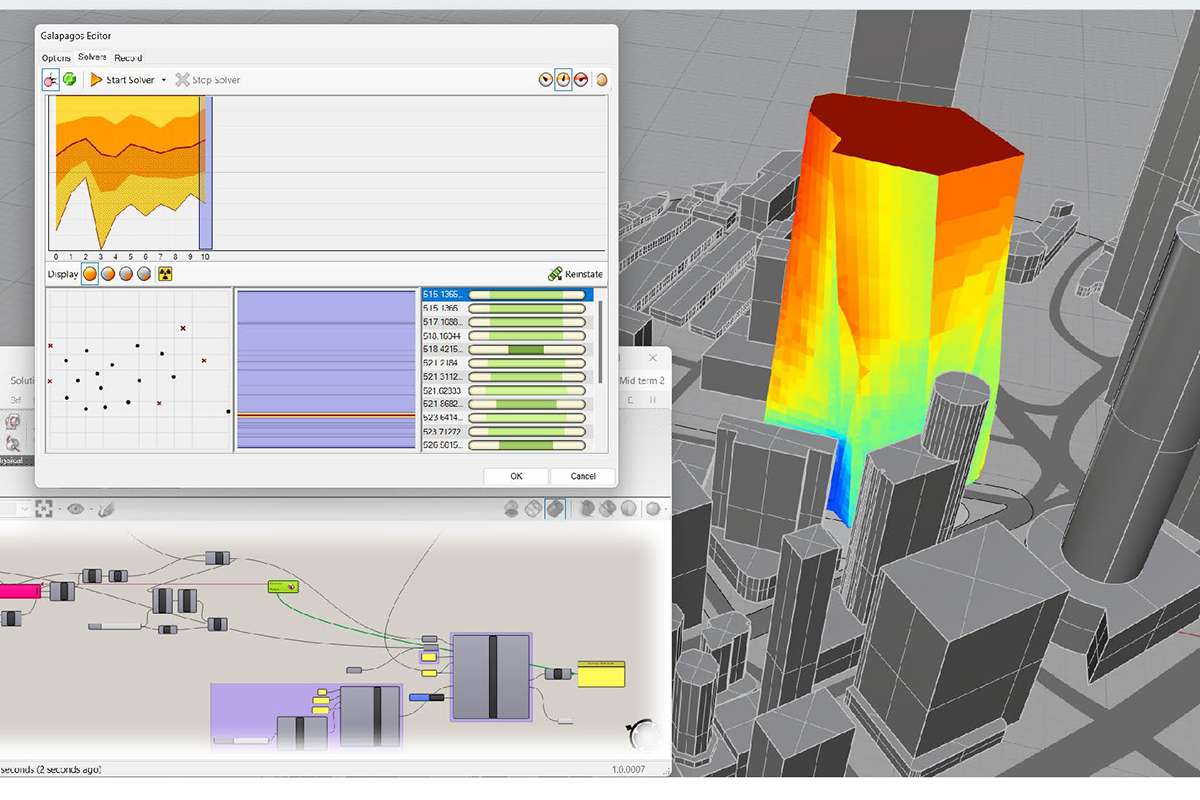 Galapagos Editor
Options Solvers Record
Start Solver Stop Solver
0 1 2 3 4 5 6 7 8 9 10
Display Reinstate
515.1365...
515.1365
517.1088...
518.16044
518.4215...
521.2184
521.3112...
521.62333
521.8682...
523.6414...
523.71272
526.5015...
OK Cancel
Soluti
Mid term 2
seconds (2 seconds ago)
1.0.0007